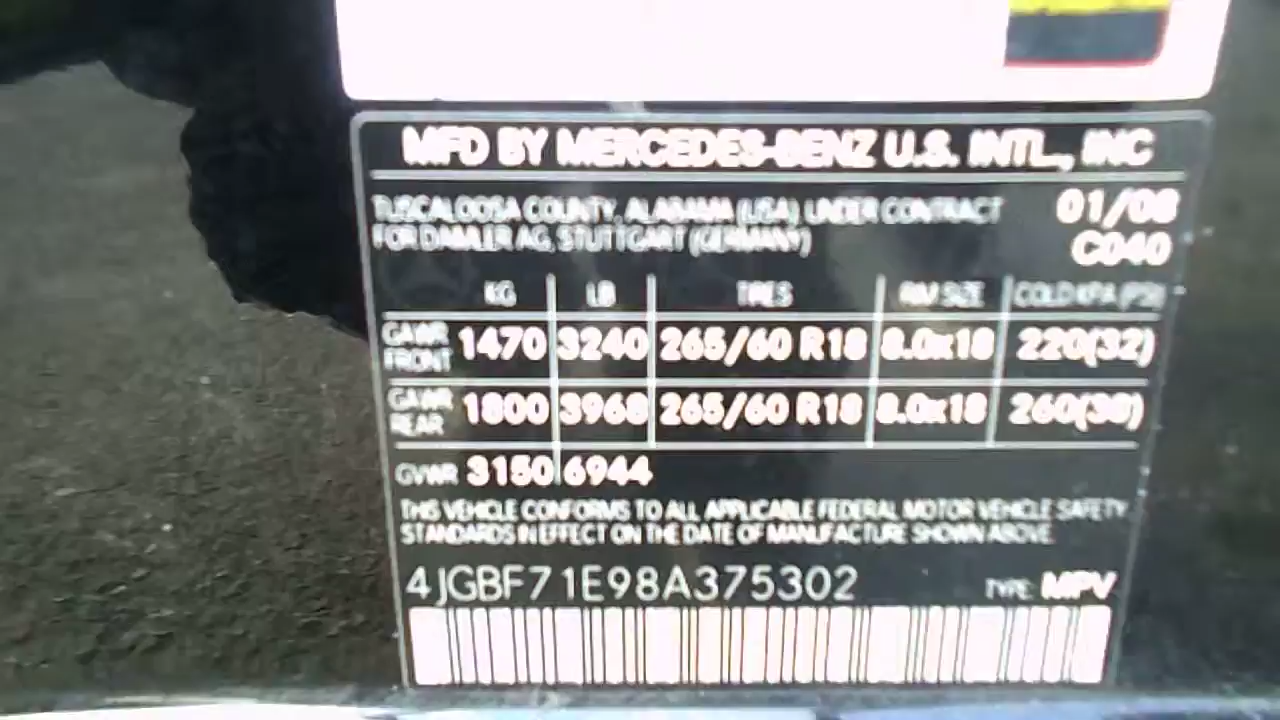 MFD BY MERCEDES-BENZ U.S. INTL., INC
TUSCALOOSA COUNTY, ALABAMA (USA) UNDER CONTRACT 01/08
FOR DAIMLER AG, STUTTGART (GERMANY) C040
KG LB TIRES RIM SIZE COLD KPA (PSI)
GAWR FRONT 1470 3240 265/60 R18 8.0x18 220(32)
GAWR REAR 1800 3968 265/60 R18 8.0x18 260(38)
GVWR 3150 6944
THIS VEHICLE CONFORMS TO ALL APPLICABLE FEDERAL MOTOR VEHICLE SAFETY
STANDARDS IN EFFECT ON THE DATE OF MANUFACTURE SHOWN ABOVE.
4JGBF71E98A375302 TYPE: MPV